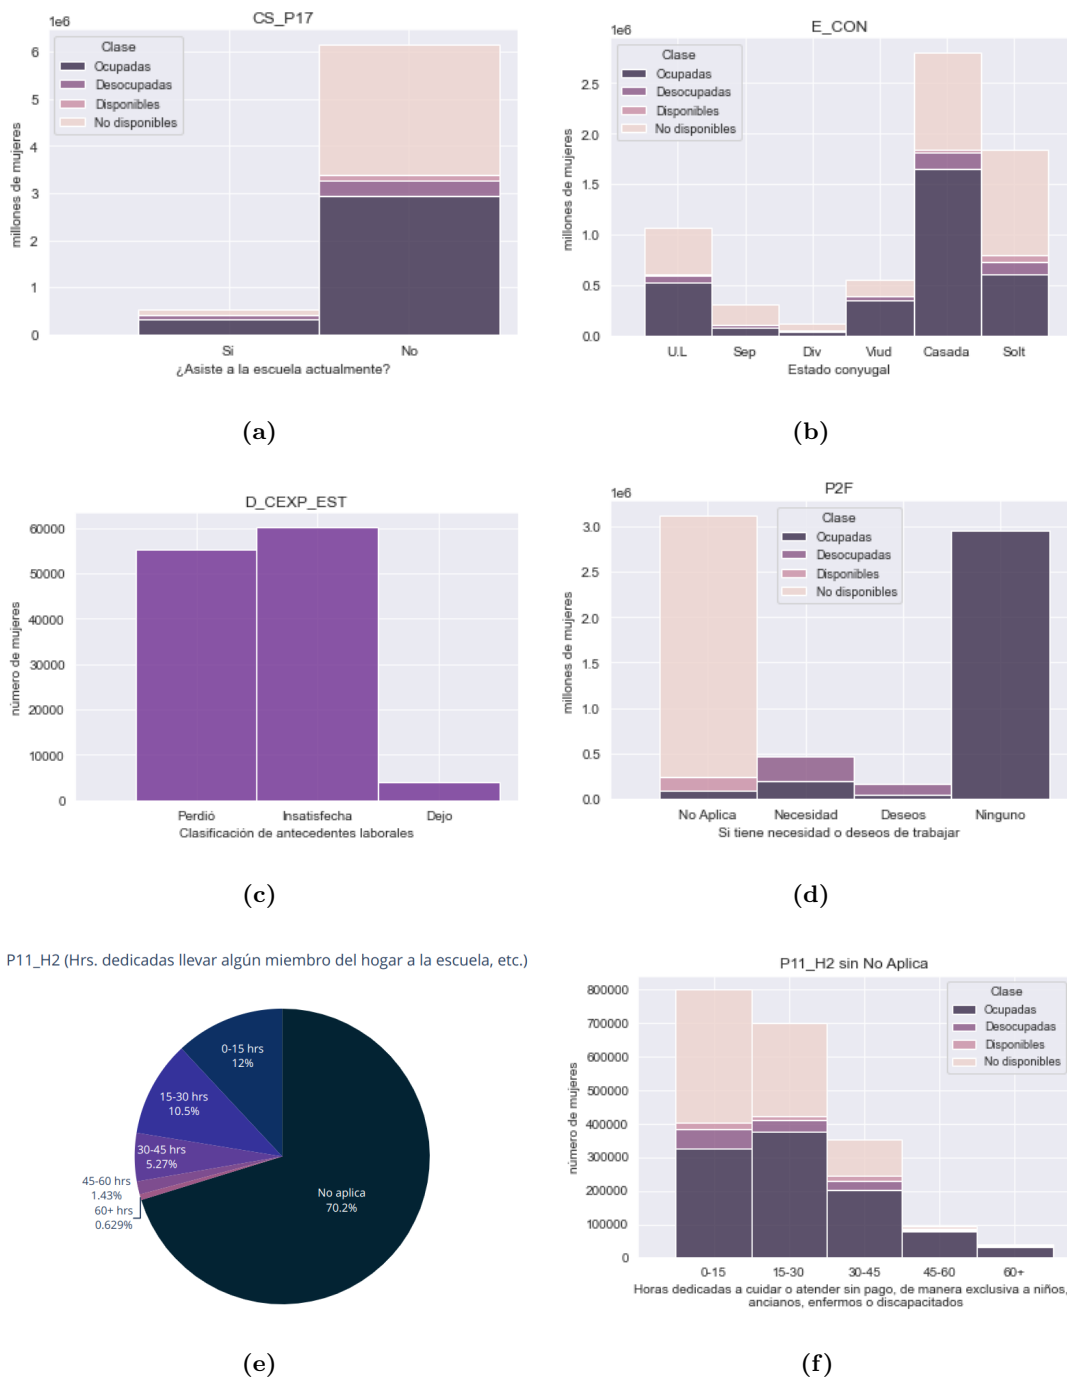 CS_P17
1e6
Clase
Ocupadas
Desocupadas
Disponibles
No disponibles
6
5
4
3
2
1
0
millones de mujeres
Si
No
¿Asiste a la escuela actualmente?
(a)
E_CON
1e6
Clase
Ocupadas
Desocupadas
Disponibles
No disponibles
2.5
2.0
1.5
1.0
0.5
0.0
millones de mujeres
U.L
Sep
Div
Viud
Casada
Solt
Estado conyugal
(b)
D_CEXP_EST
60000
50000
40000
30000
20000
10000
0
número de mujeres
Perdió
Insatisfecha
Dejo
Clasificación de antecedentes laborales
(c)
P2F
1e6
Clase
Ocupadas
Desocupadas
Disponibles
No disponibles
3.0
2.5
2.0
1.5
1.0
0.5
0.0
millones de mujeres
No Aplica
Necesidad
Deseos
Ninguno
Si tiene necesidad o deseos de trabajar
(d)
P11_H2 (Hrs. dedicadas llevar algún miembro del hogar a la escuela, etc.)
0-15 hrs
12%
15-30 hrs
10.5%
30-45 hrs
5.27%
45-60 hrs
1.43%
60+ hrs
0.629%
No aplica
70.2%
(e)
P11_H2 sin No Aplica
Clase
Ocupadas
Desocupadas
Disponibles
No disponibles
800000
700000
600000
500000
400000
300000
200000
100000
0
número de mujeres
0-15
15-30
30-45
45-60
60+
Horas dedicadas a cuidar o atender sin pago, de manera exclusiva a niños,
ancianos, enfermos o discapacitados
(f)